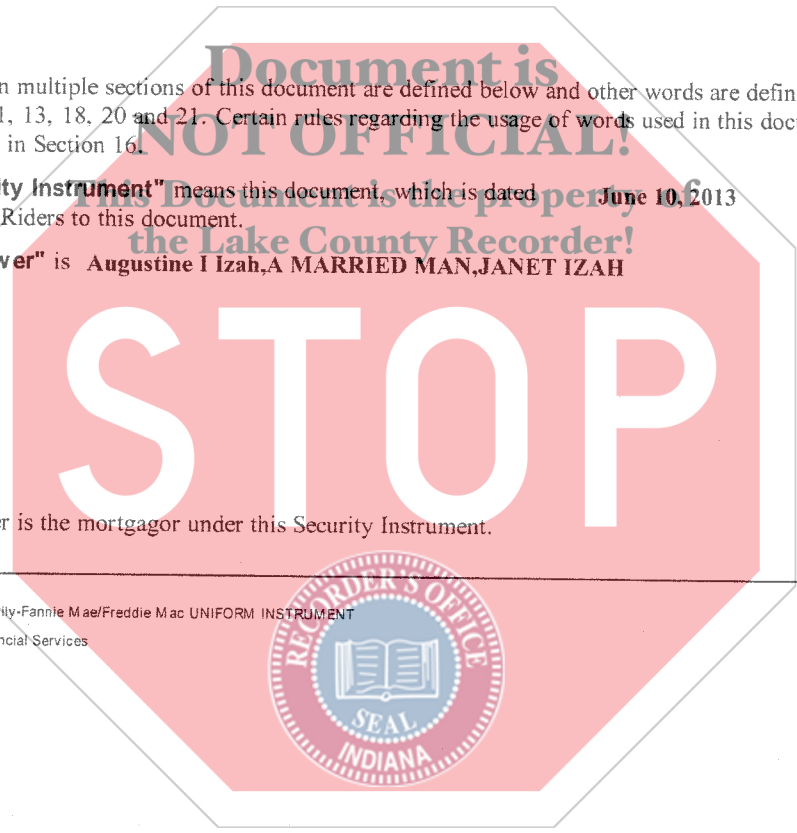 Document is
n multiple sections of this document are defined below and other words are defin
1, 13, 18, 20 and 21. Certain rules regarding the usage of words used in this doc
NOT OFFICIAL!
in Section 16.
ity Instrument" means this document, which is dated June 10, 2013
This Document is the property of
Riders to this document.
the Lake County Recorder!
wer" is Augustine I Izah,A MARRIED MAN,JANET IZAH
STOP
er is the mortgagor under this Security Instrument.
ily-Fannie Mae/Freddie Mac UNIFORM INSTRUMENT
ncial Services
RECORDER'S OFFICE
SEAL
INDIANA